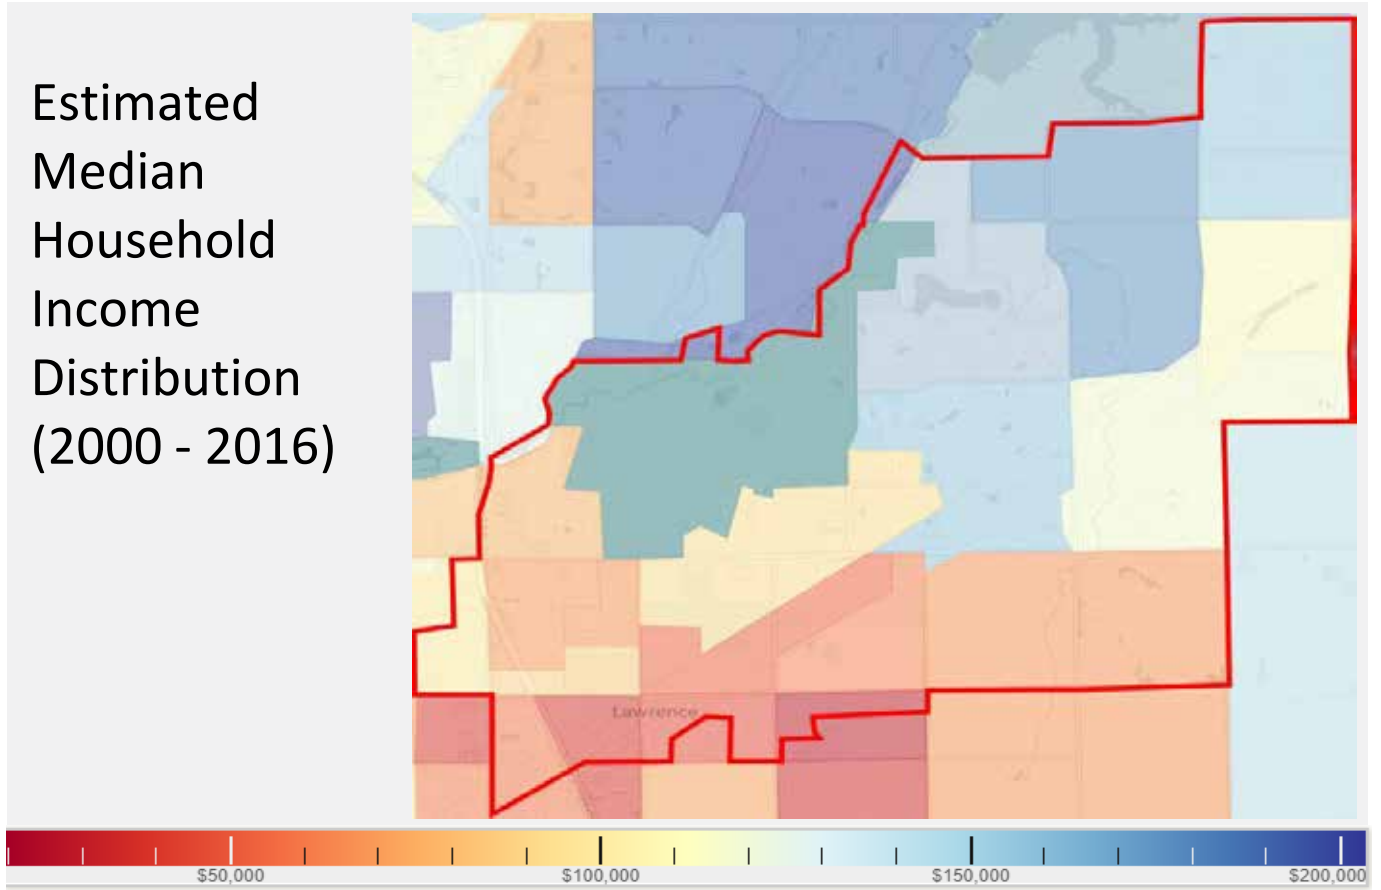 Estimated
Median
Household
Income
Distribution
(2000 - 2016)
Lawrence
$50,000 $100,000 $150,000 $200,000